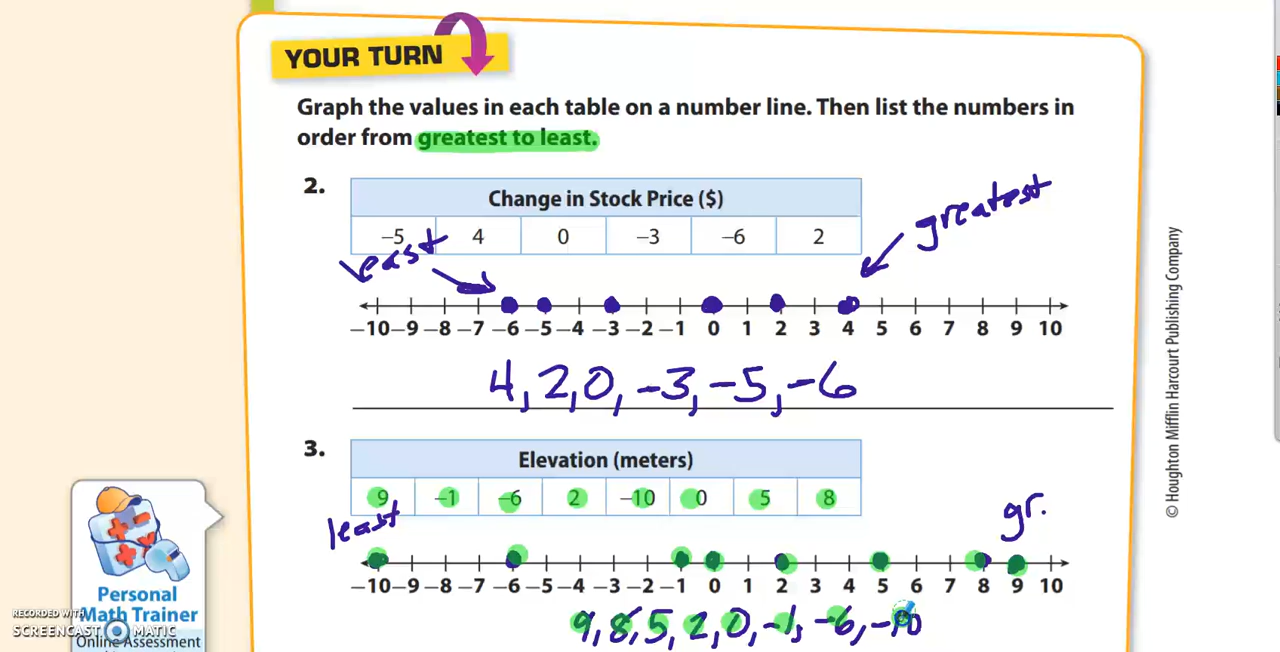 YOUR TURN
Graph the values in each table on a number line. Then list the numbers in
order from greatest to least.
2.
Change in Stock Price ($)
−5 4 0 −3 −6 2
least
greatest
−10 −9 −8 −7 −6 −5 −4 −3 −2 −1 0 1 2 3 4 5 6 7 8 9 10
4, 2, 0, -3, -5, -6
3.
Elevation (meters)
9 −1 −6 2 −10 0 5 8
least
gr.
−10 −9 −8 −7 −6 −5 −4 −3 −2 −1 0 1 2 3 4 5 6 7 8 9 10
9, 8, 5, 2, 0, -1, -6, -10
© Houghton Mifflin Harcourt Publishing Company
Personal
Math Trainer
Online Assessment
RECORDED WITH
SCREENCAST MATIC